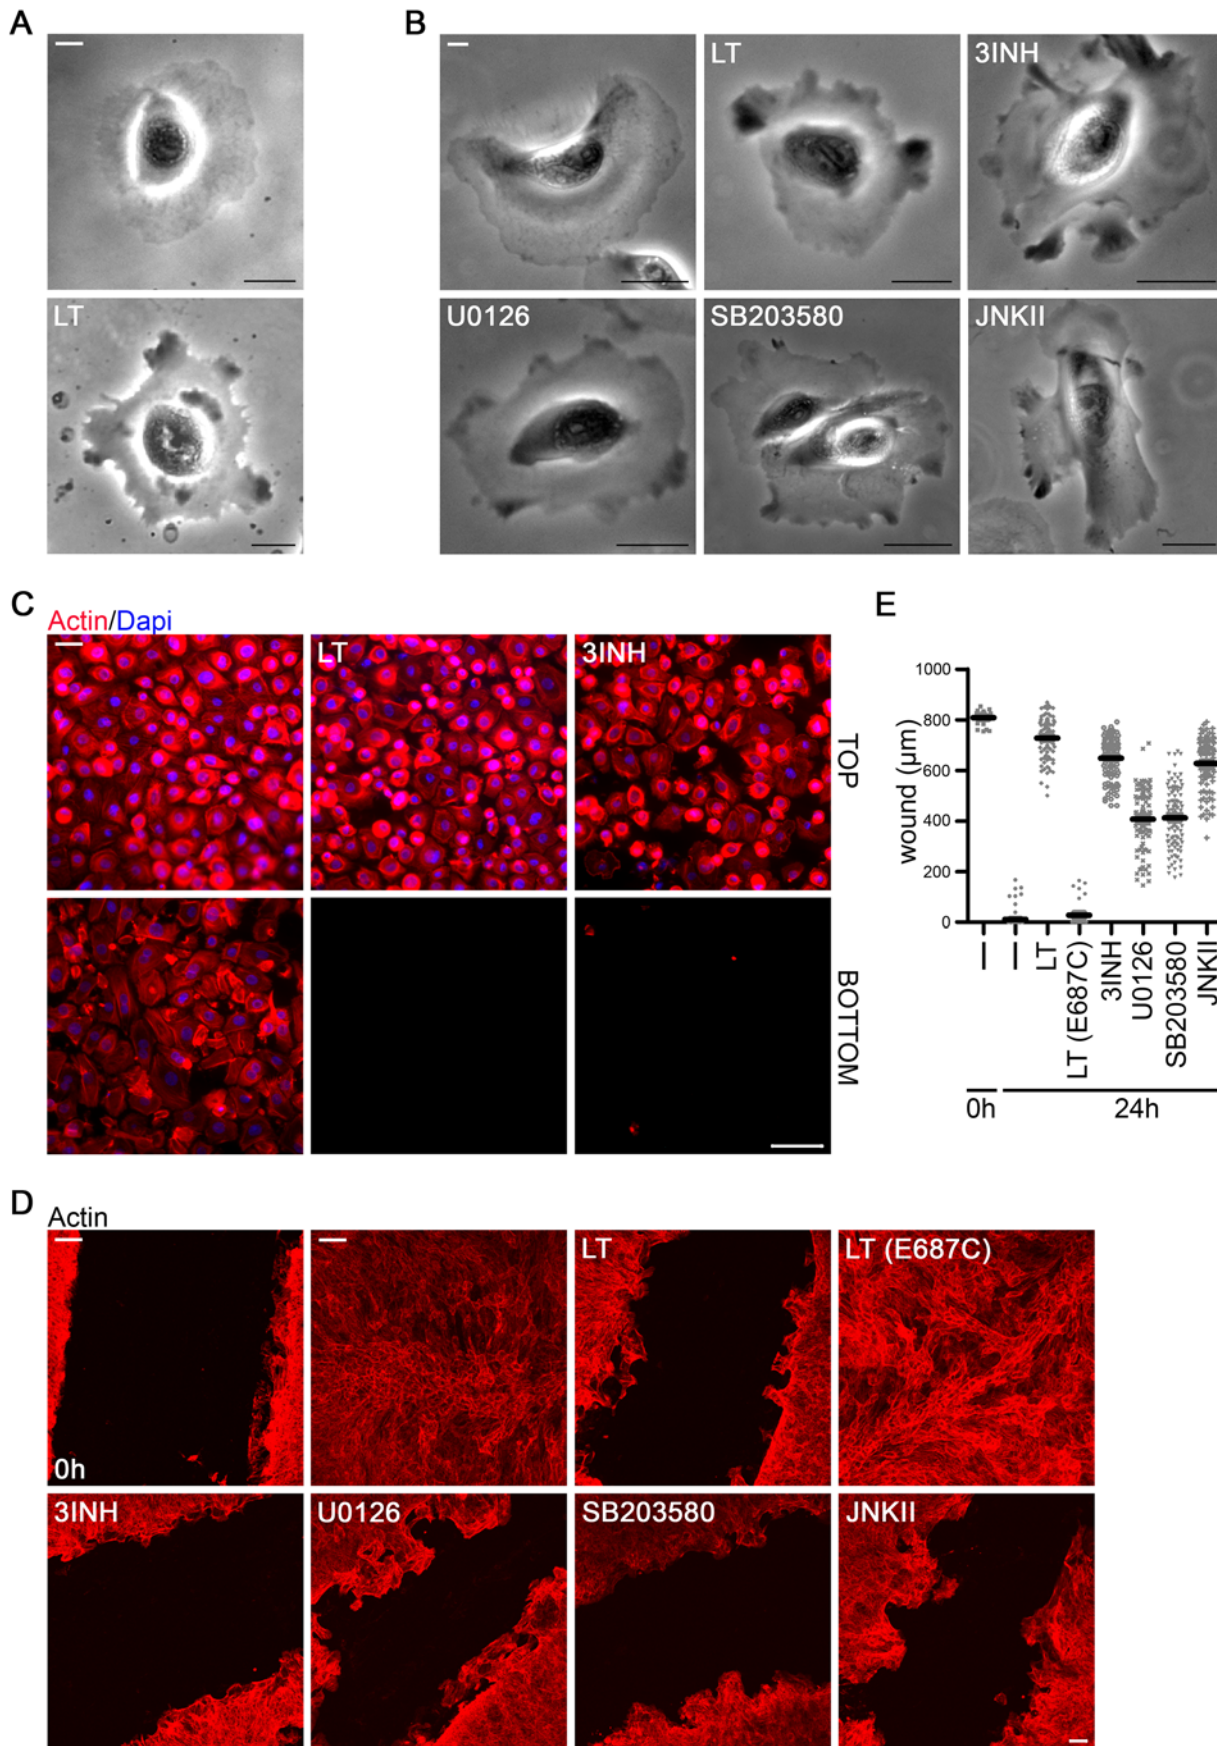 A
B
LT
3INH
LT
U0126
SB203580
JNKII
C
Actin/Dapi
LT
3INH
TOP
BOTTOM
E
wound (µm)
1000
800
600
400
200
0
—
—
LT
LT (E687C)
3INH
U0126
SB203580
JNKII
0h
24h
D
Actin
0h
LT
LT (E687C)
3INH
U0126
SB203580
JNKII